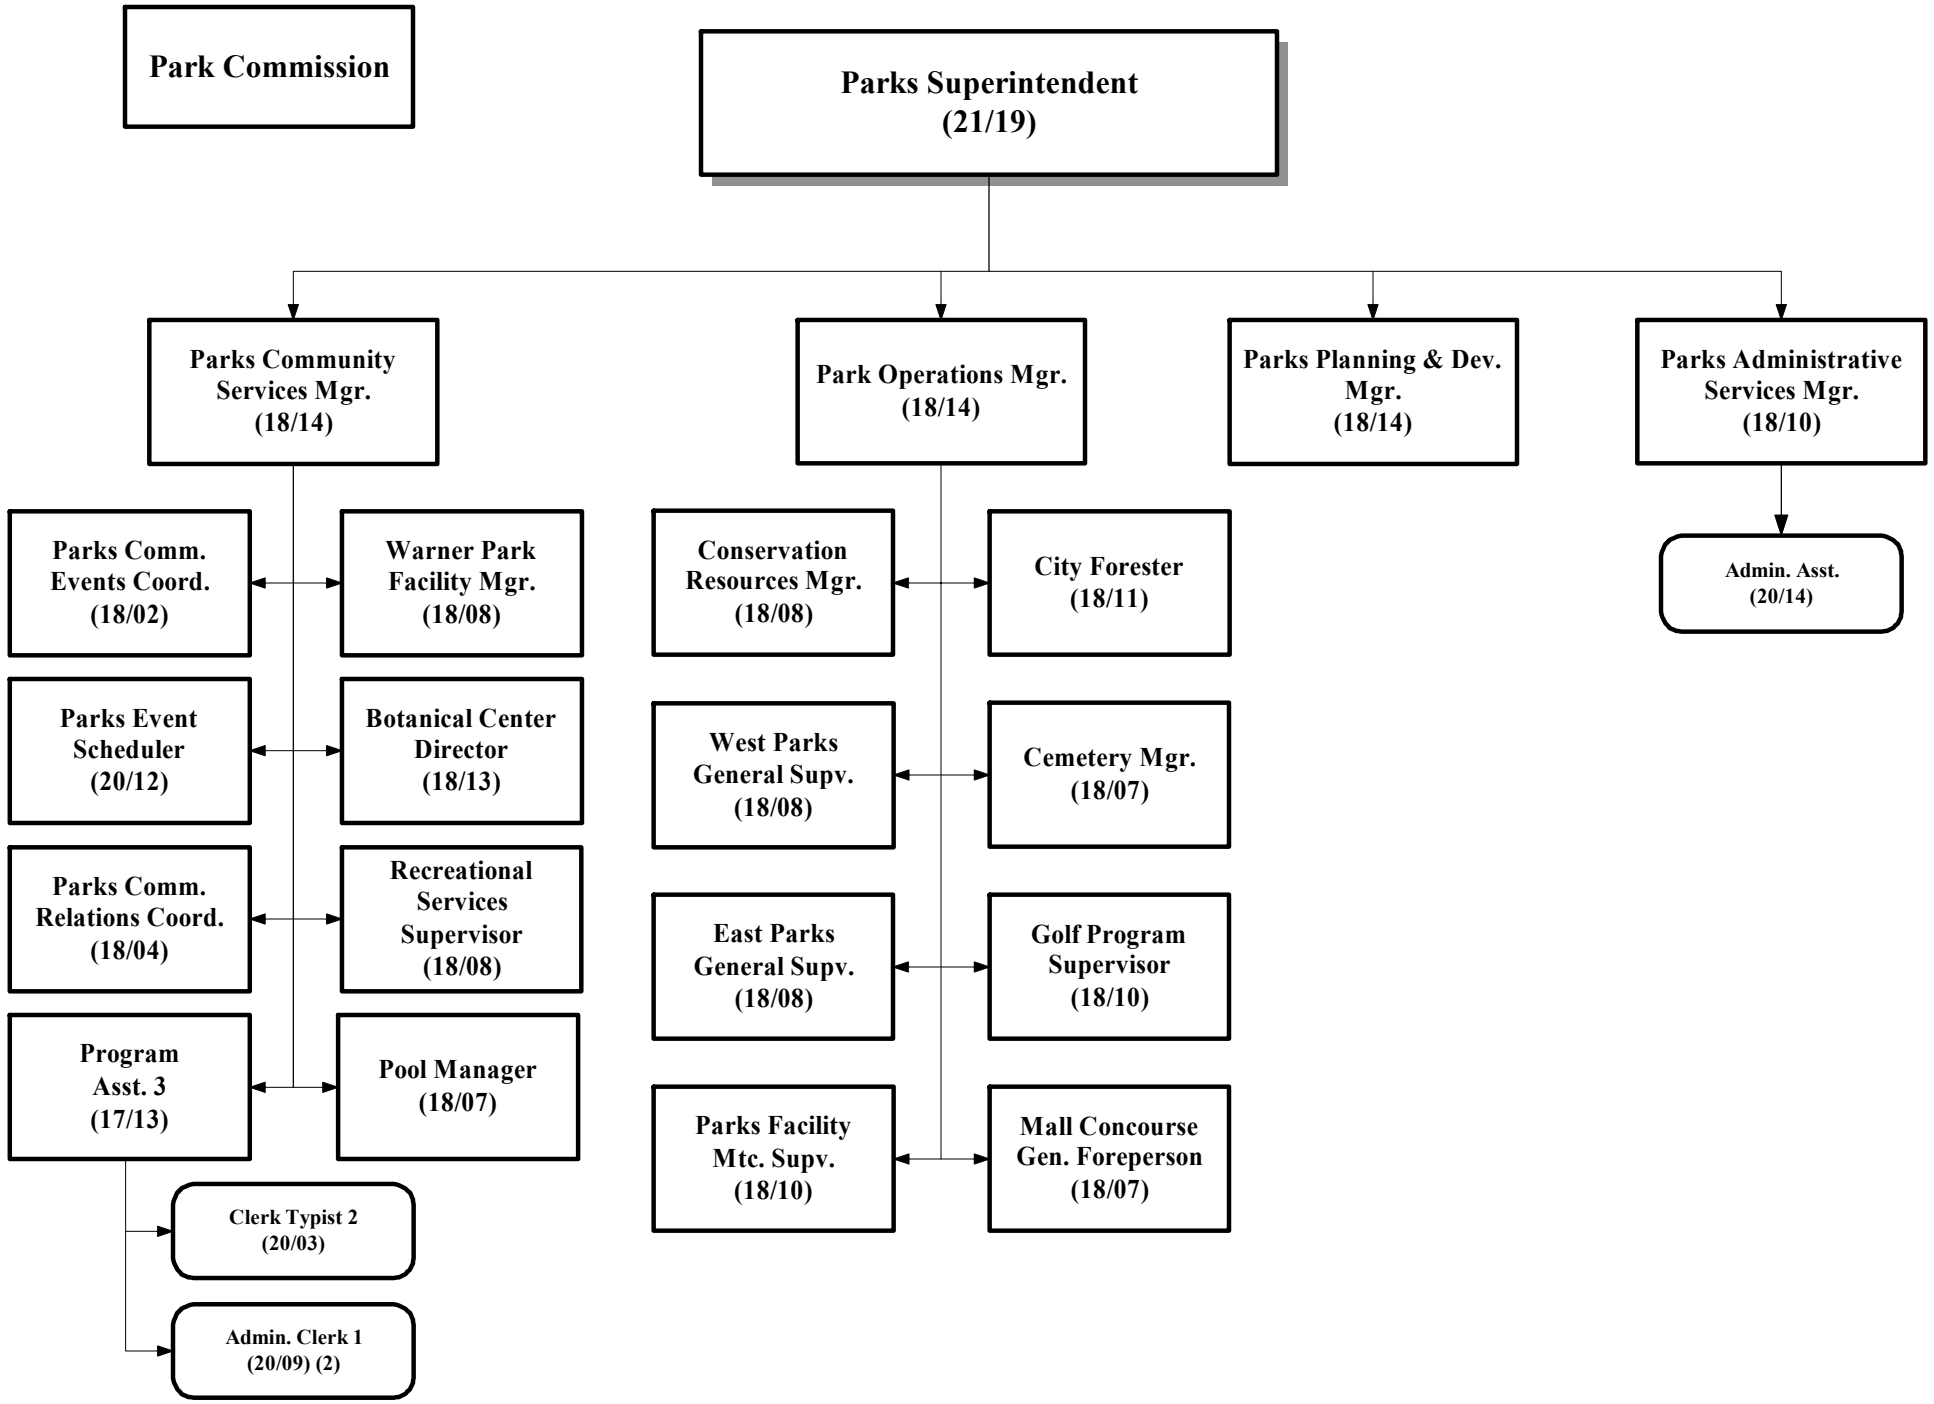 Park Commission
Parks Superintendent
(21/19)
Parks Community
Services Mgr.
(18/14)
Park Operations Mgr.
(18/14)
Parks Planning & Dev.
Mgr.
(18/14)
Parks Administrative
Services Mgr.
(18/10)
Parks Comm.
Events Coord.
(18/02)
Warner Park
Facility Mgr.
(18/08)
Conservation
Resources Mgr.
(18/08)
City Forester
(18/11)
Admin. Asst.
(20/14)
Parks Event
Scheduler
(20/12)
Botanical Center
Director
(18/13)
West Parks
General Supv.
(18/08)
Cemetery Mgr.
(18/07)
Parks Comm.
Relations Coord.
(18/04)
Recreational
Services
Supervisor
(18/08)
East Parks
General Supv.
(18/08)
Golf Program
Supervisor
(18/10)
Program
Asst. 3
(17/13)
Pool Manager
(18/07)
Parks Facility
Mtc. Supv.
(18/10)
Mall Concourse
Gen. Foreperson
(18/07)
Clerk Typist 2
(20/03)
Admin. Clerk 1
(20/09) (2)